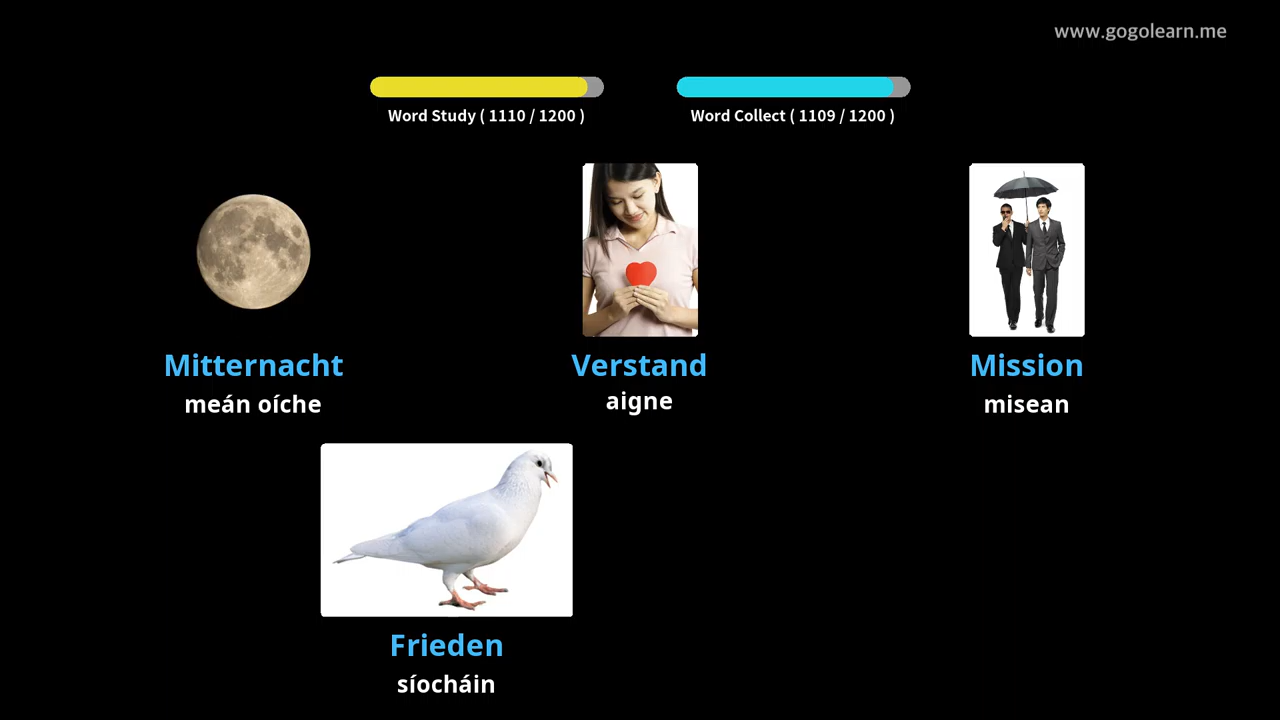 www.gogolearn.me
Word Study ( 1110 / 1200 )
Word Collect ( 1109 / 1200 )
Mitternacht
meán oíche
Verstand
aigne
Mission
misean
Frieden
síocháin